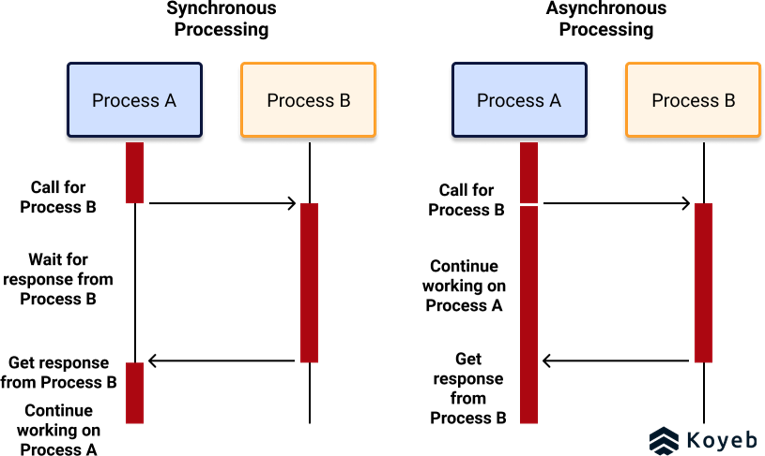 Synchronous
Processing
Process A
Process B
Call for
Process B
Wait for
response from
Process B
Get response
from Process B
Continue
working on
Process A
Asynchronous
Processing
Process A
Process B
Call for
Process B
Continue
working on
Process A
Get
response
from
Process B
Koyeb